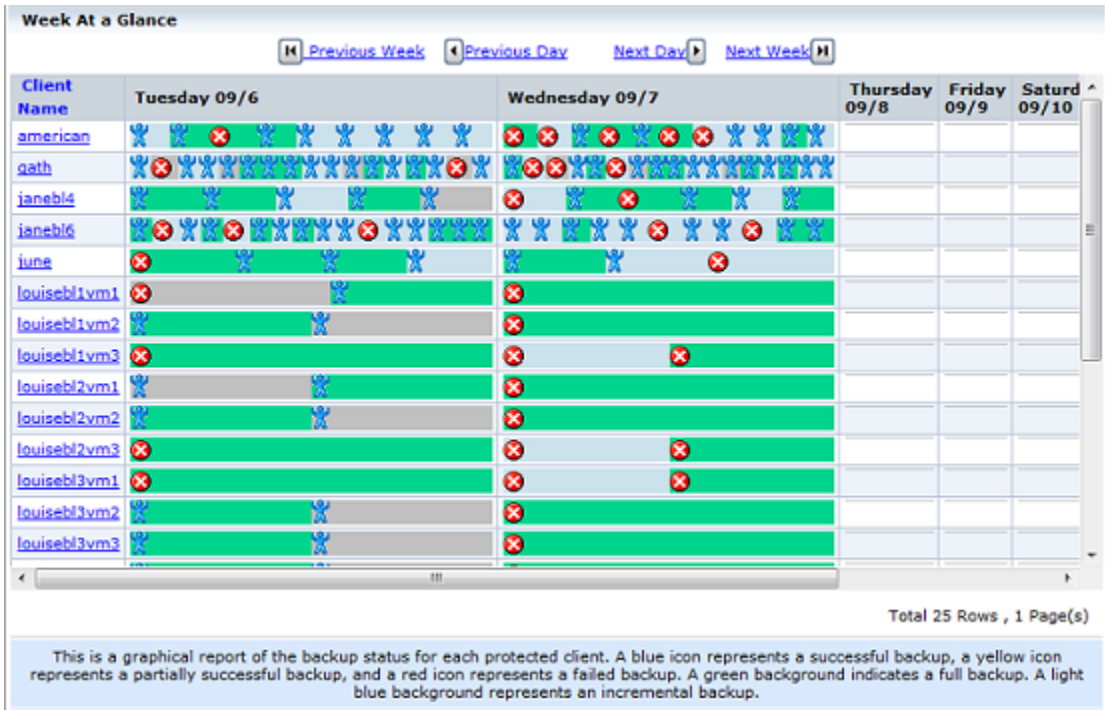 Week At a Glance
Previous Week Previous Day Next Day Next Week
Client Name Tuesday 09/6 Wednesday 09/7 Thursday 09/8 Friday 09/9 Saturd 09/10
american
qath
janebl4
janebl6
june
louisebl1vm1
louisebl1vm2
louisebl1vm3
louisebl2vm1
louisebl2vm2
louisebl2vm3
louisebl3vm1
louisebl3vm2
louisebl3vm3
Total 25 Rows , 1 Page(s)
This is a graphical report of the backup status for each protected client. A blue icon represents a successful backup, a yellow icon
represents a partially successful backup, and a red icon represents a failed backup. A green background indicates a full backup. A light
blue background represents an incremental backup.